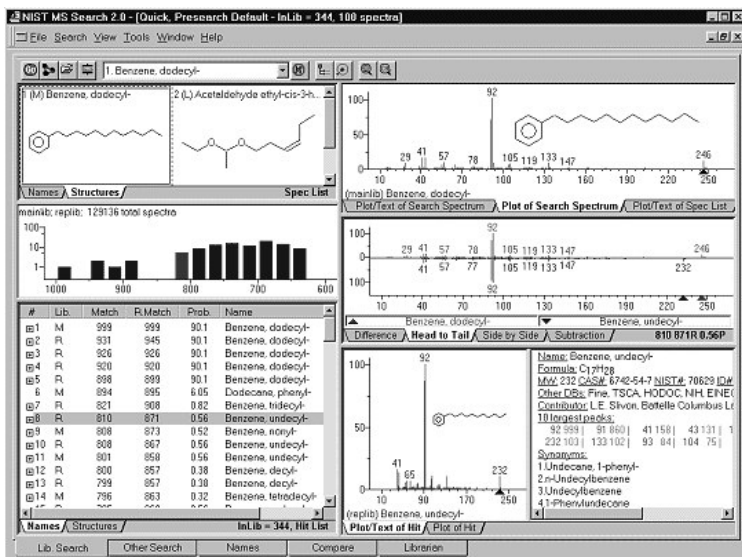 NIST MS Search 2.0 - [Quick, Presearch Default - InLib = 344, 100 spectra]
File Search View Tools Window Help
1. Benzene, dodecyl-
1 (M) Benzene, dodecyl-
2 (L) Acetaldehyde ethyl-cis-3-h...
Names Structures Spec List
mainlib; replib; 129136 total spectra
100
10
1
1000 900 800 700 600
# Lib. Match R.Match Prob. Name
1 M 999 999 90.1 Benzene, dodecyl-
2 R 931 945 90.1 Benzene, dodecyl-
3 R 926 926 90.1 Benzene, dodecyl-
4 R 920 920 90.1 Benzene, dodecyl-
5 R 898 899 90.1 Benzene, dodecyl-
6 M 894 895 6.05 Dodecane, phenyl-
7 R 821 908 0.82 Benzene, tridecyl-
8 R 810 871 0.56 Benzene, undecyl-
9 M 808 873 0.52 Benzene, nonyl-
10 R 808 867 0.56 Benzene, undecyl-
11 M 801 858 0.56 Benzene, undecyl-
12 R 800 857 0.38 Benzene, decyl-
13 R 799 857 0.38 Benzene, decyl-
14 M 796 863 0.32 Benzene, tetradecyl-
Names Structures InLib = 344, Hit List
92
100
50
0
29 41 57 78 105 119 133 147 246
10 40 70 100 130 160 190 220 250
(mainlib) Benzene, dodecyl-
Plot/Text of Search Spectrum Plot of Search Spectrum Plot/Text of Spec List
92
100
50
0
50
100
29 41 57 78 105 119 133 147 246
41 57 77 105 119 133 147 232
92
10 40 70 100 130 160 190 220 250
Benzene, dodecyl- Benzene, undecyl-
Difference Head to Tail Side by Side Subtraction 810 871R 0.56P
92
100
50
0
41 65 232
10 90 170 250
(replib) Benzene, undecyl-
Plot/Text of Hit Plot of Hit
Name: Benzene, undecyl-
Formula: C17H28
MW: 232 CAS#: 6742-54-7 NIST#: 70629 ID#
Other DBs: Fine, TSCA, HODOC, NIH, EINEC
Contributor: L.E. Slivon, Battelle Columbus La
10 largest peaks:
92 999 | 91 860 | 41 158 | 43 131 | 1
232 103 | 133 102 | 93 84 | 104 75 |
Synonyms:
1.Undecane, 1-phenyl-
2.n-Undecylbenzene
3.Undecylbenzene
4.1-Phenylundecane
Lib. Search Other Search Names Compare Librarian